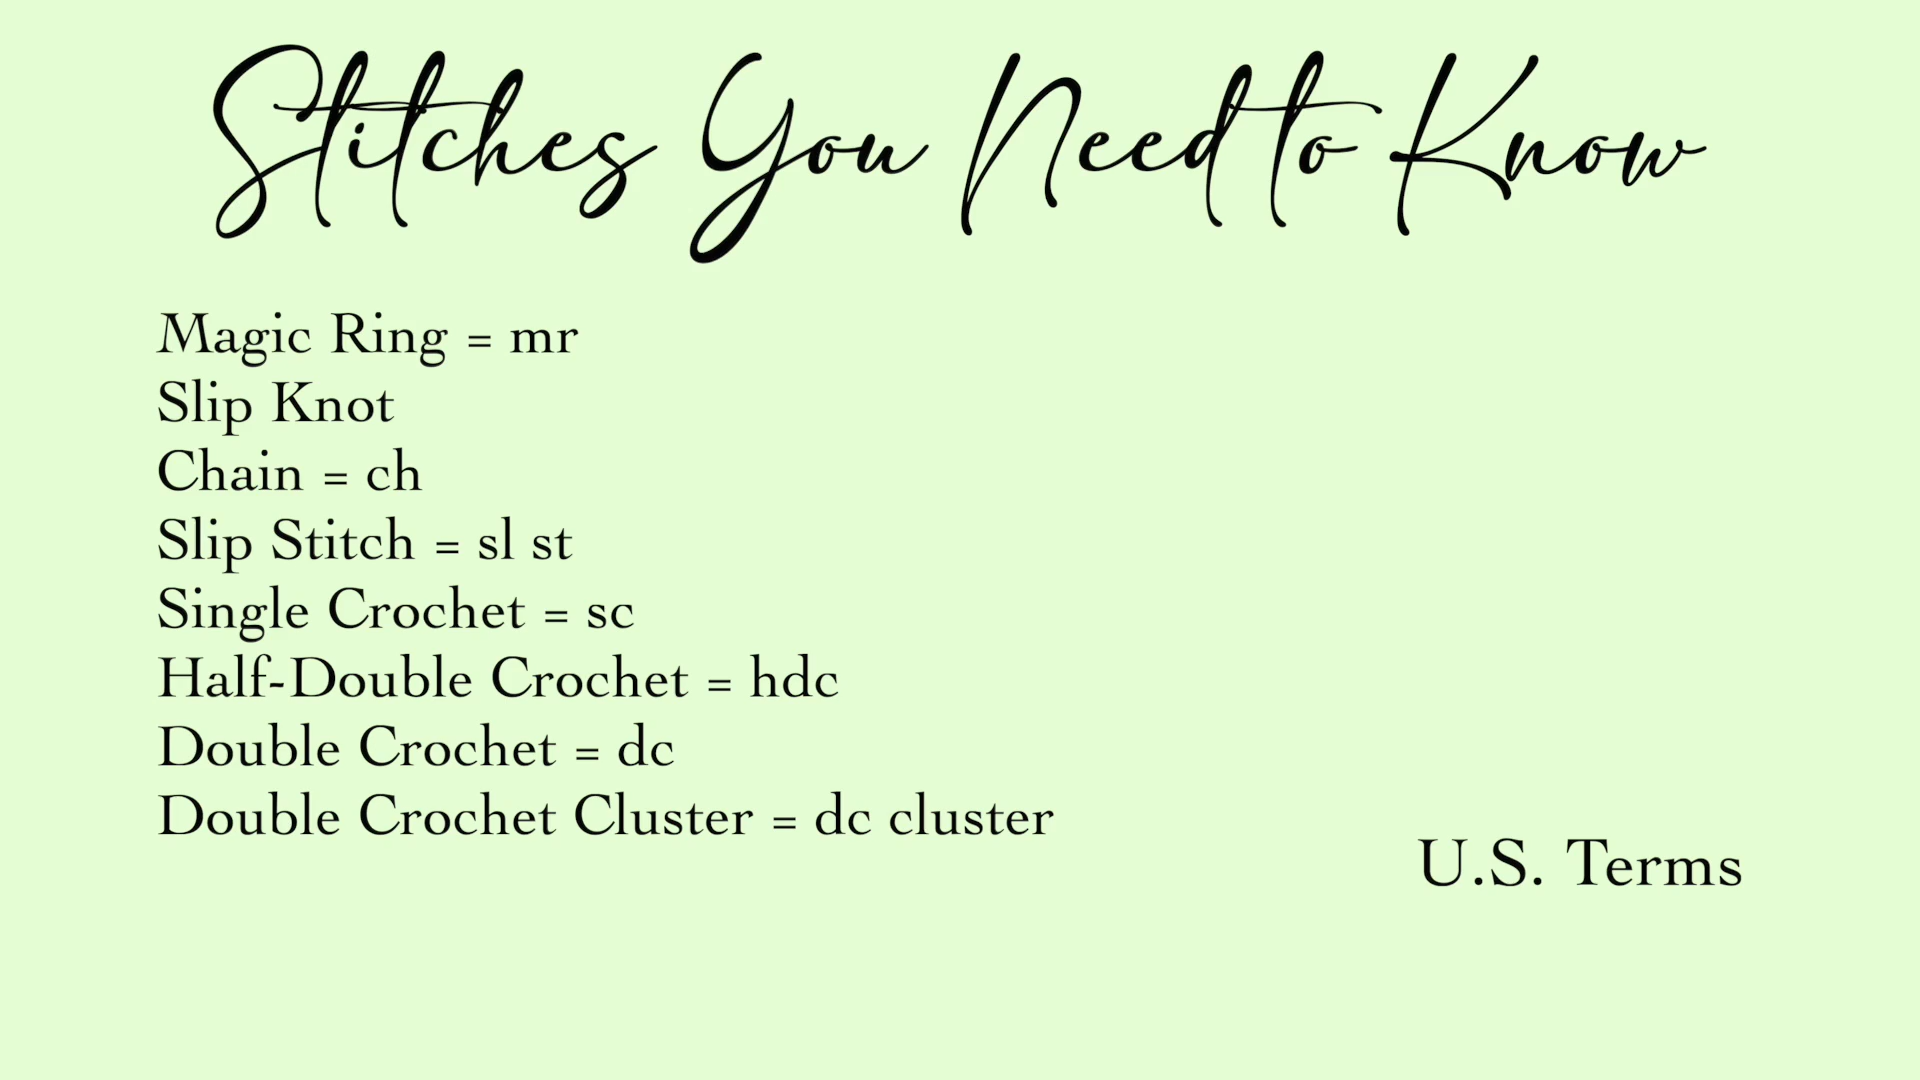 Stitches You Need to Know
Magic Ring = mr
Slip Knot
Chain = ch
Slip Stitch = sl st
Single Crochet = sc
Half-Double Crochet = hdc
Double Crochet = dc
Double Crochet Cluster = dc cluster
U.S. Terms